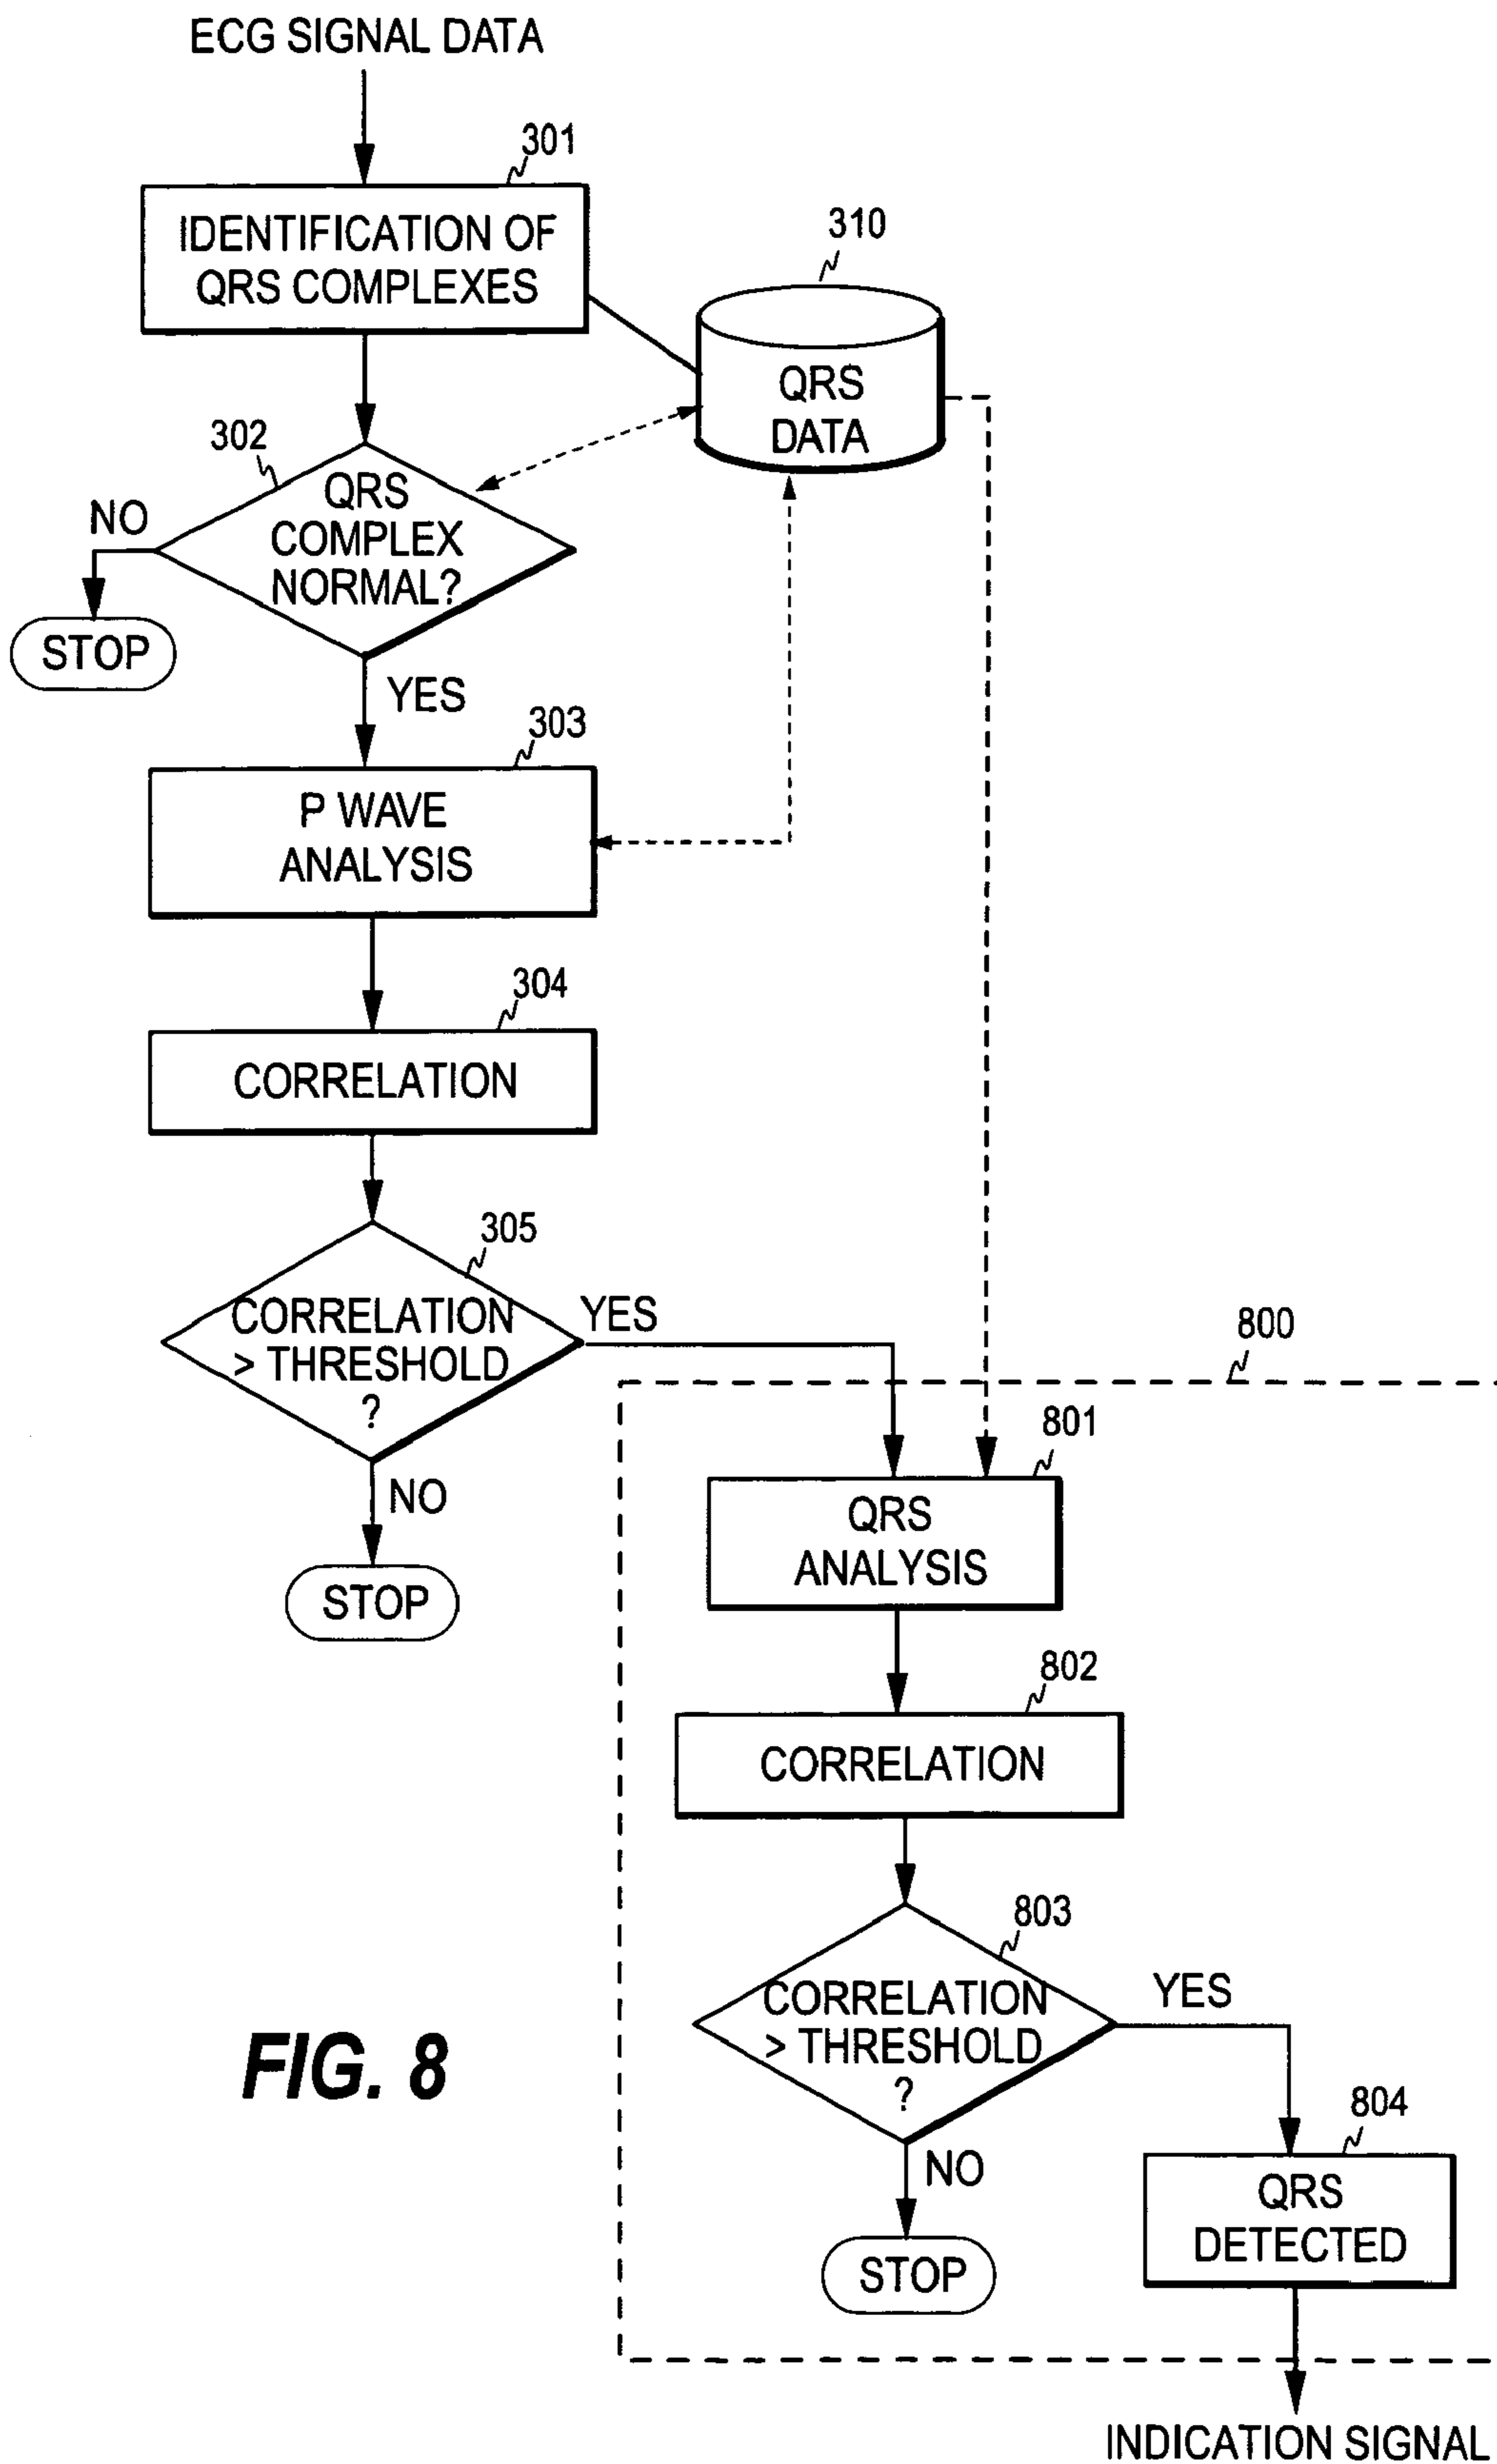 ECG SIGNAL DATA
301
IDENTIFICATION OF
QRS COMPLEXES
310
QRS
DATA
302
QRS
COMPLEX
NORMAL?
NO
STOP
YES
303
P WAVE
ANALYSIS
304
CORRELATION
305
CORRELATION
> THRESHOLD
?
YES
NO
STOP
800
801
QRS
ANALYSIS
802
CORRELATION
803
CORRELATION
> THRESHOLD
?
YES
NO
STOP
804
QRS
DETECTED
INDICATION SIGNAL
FIG. 8